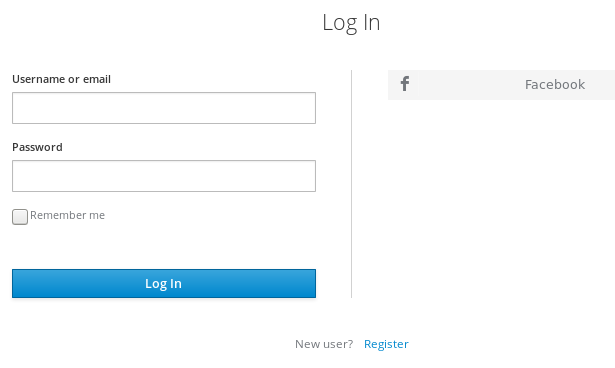 Log In
Username or email
Password
Remember me
Log In
Facebook
New user? Register